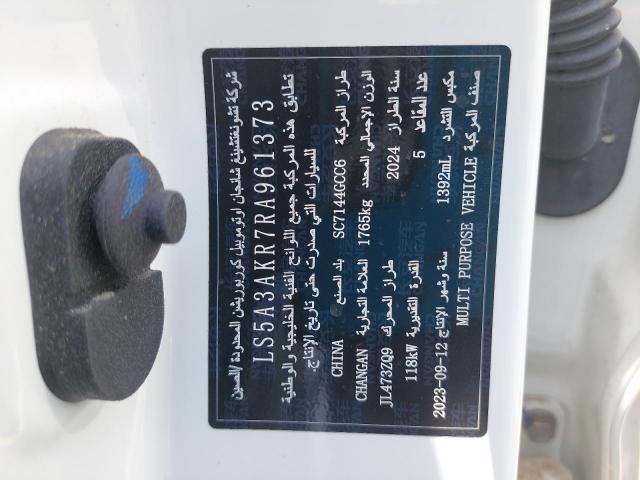 شركة تشونغتشينغ شانجان اوتوموبيل كوربوريشن المحدودة /الصين
LS5A3AKR7RA961373
تطابق هذه المركبة جميع اللوائح الفنية الخليجية والوطنية
للسيارات التي صدرت حتى تاريخ الإنتاج.
طراز المركبة SC7144GCC6 بلد الصنع CHINA
الوزن الإجمالي المحدد 1765kg العلامة التجارية CHANGAN
سنة الطراز 2024 طراز المحرك JL473ZQ9
عدد المقاعد 5 القدرة التقديرية 118kW
مكبس التشرد 1392mL سنة وشهر الإنتاج 2023-09-12
صنف المركبة MULTI PURPOSE VEHICLE